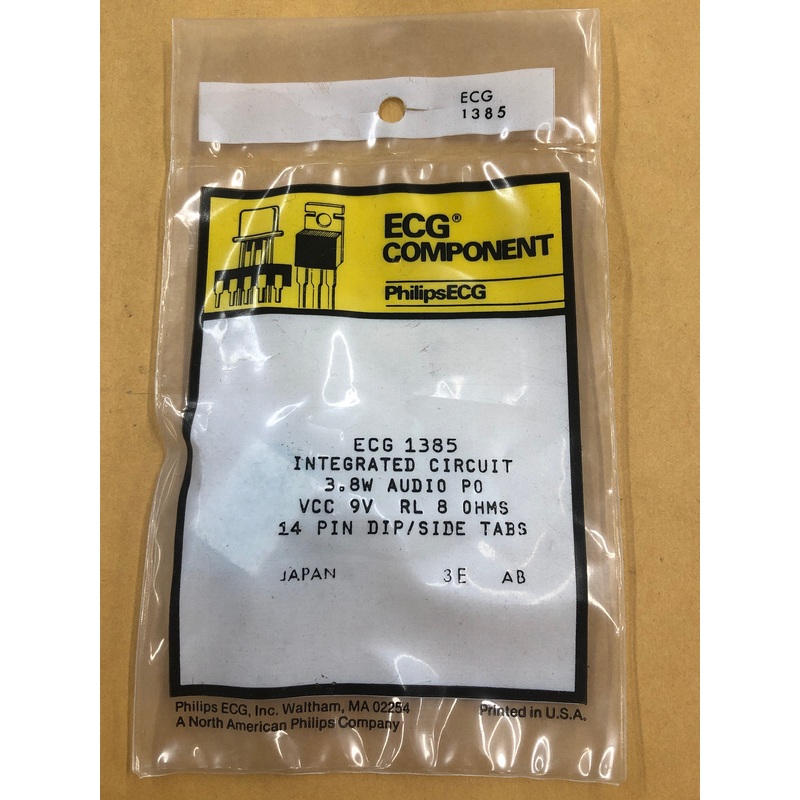 ECG
1385
ECG®
COMPONENT
PhilipsECG
ECG 1385
INTEGRATED CIRCUIT
3.8W AUDIO PO
VCC 9V RL 8 OHMS
14 PIN DIP/SIDE TABS
JAPAN 3E AB
Philips ECG, Inc. Waltham, MA 02254 Printed in U.S.A.
A North American Philips Company